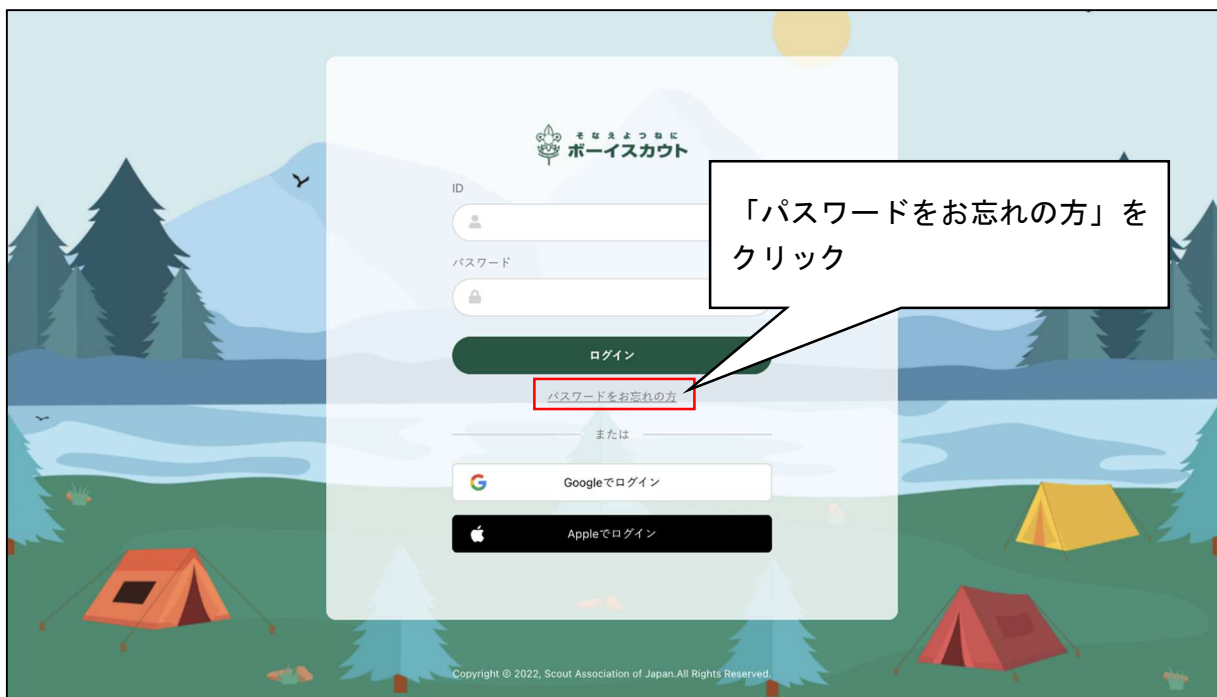 そなえよつねに
ボーイスカウト
ID
「パスワードをお忘れの方」を
クリック
パスワード
ログイン
パスワードをお忘れの方
または
Googleでログイン
Appleでログイン
Copyright © 2022, Scout Association of Japan.All Rights Reserved.